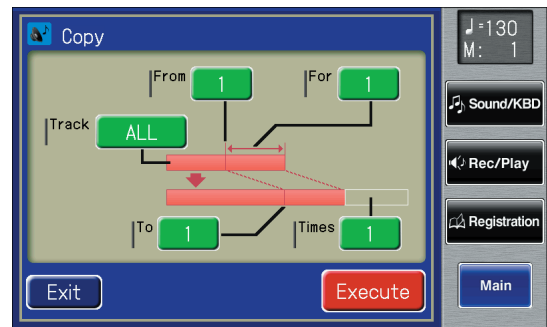 Copy
From 1
For 1
Track ALL
To 1
Times 1
Exit
Execute
♩=130
M: 1
Sound/KBD
Rec/Play
Registration
Main